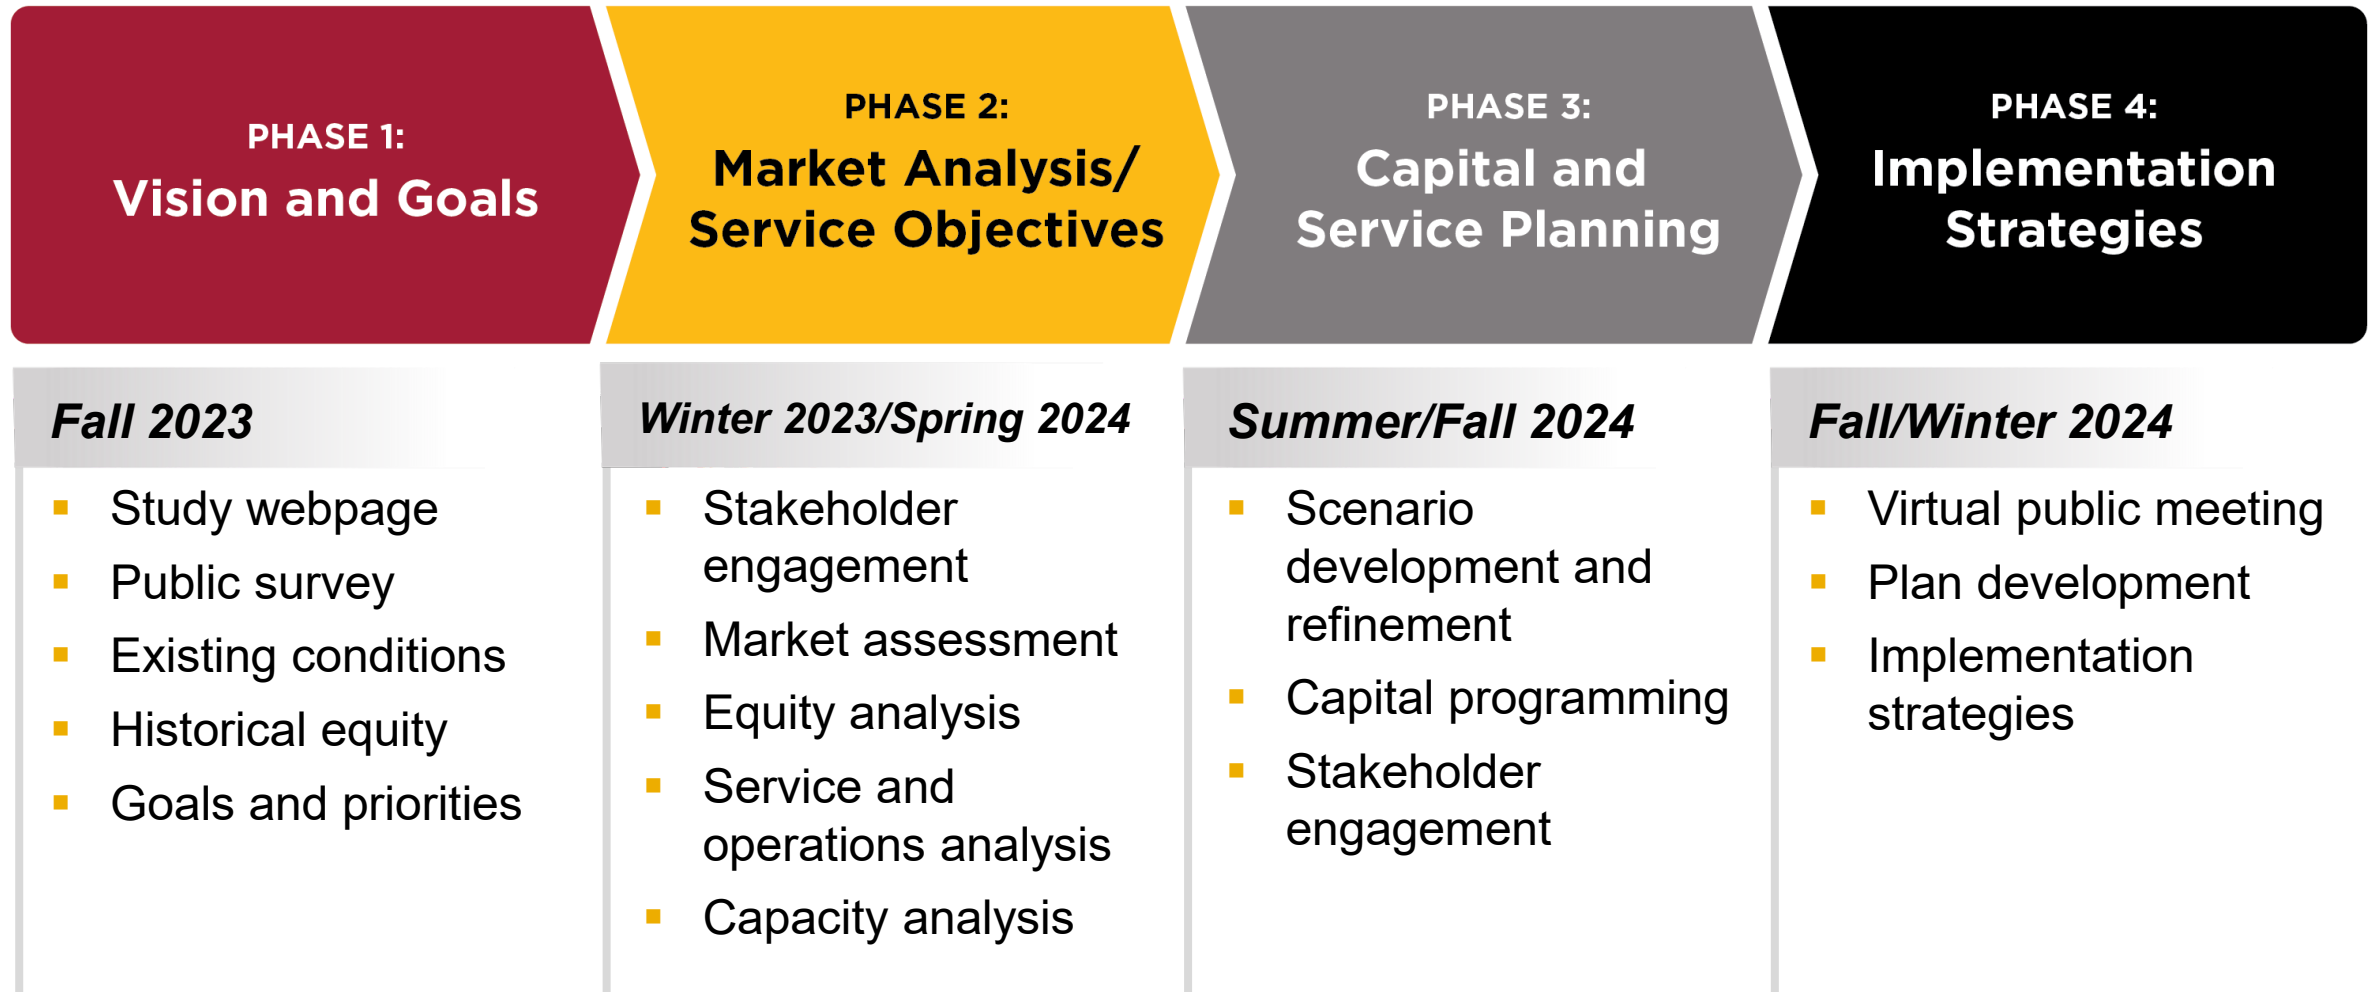 PHASE 1:
Vision and Goals
PHASE 2:
Market Analysis/
Service Objectives
PHASE 3:
Capital and
Service Planning
PHASE 4:
Implementation
Strategies
Fall 2023
▪ Study webpage
▪ Public survey
▪ Existing conditions
▪ Historical equity
▪ Goals and priorities
Winter 2023/Spring 2024
▪ Stakeholder
engagement
▪ Market assessment
▪ Equity analysis
▪ Service and
operations analysis
▪ Capacity analysis
Summer/Fall 2024
▪ Scenario
development and
refinement
▪ Capital programming
▪ Stakeholder
engagement
Fall/Winter 2024
▪ Virtual public meeting
▪ Plan development
▪ Implementation
strategies